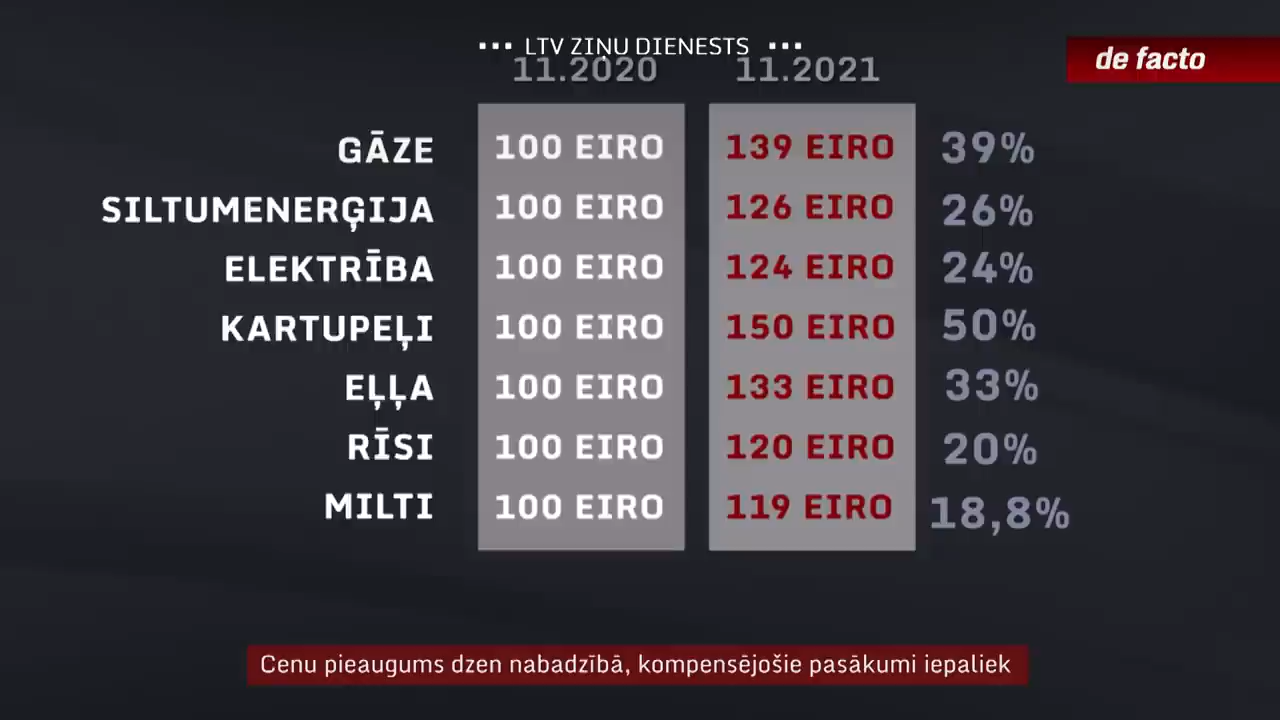 ··· LTV ZIŅU DIENESTS ···
de facto
11.2020 11.2021
GĀZE 100 EIRO 139 EIRO 39%
SILTUMENERĢIJA 100 EIRO 126 EIRO 26%
ELEKTRĪBA 100 EIRO 124 EIRO 24%
KARTUPEĻI 100 EIRO 150 EIRO 50%
EĻĻA 100 EIRO 133 EIRO 33%
RĪSI 100 EIRO 120 EIRO 20%
MILTI 100 EIRO 119 EIRO 18,8%
Cenu pieaugums dzen nabadzībā, kompensējošie pasākumi iepaliek